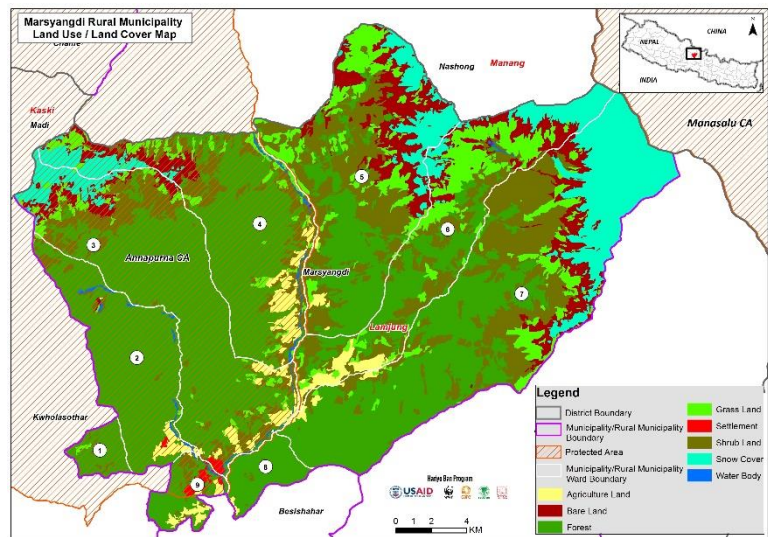 Marsyangdi Rural Municipality
Land Use / Land Cover Map
Chame
Nashong
Manang
CHINA
NEPAL
INDIA
N
Kaski
Madi
Manaslu CA
5
4
6
3
Annapurna CA
Marsyangdi
7
Lamjung
2
Kwholasothar
1
8
9
Besishahar
Hariyo Ban Program
USAID
WWF
0 2 4
KM
Legend
District Boundary
Municipality/Rural Municipality
Boundary
Protected Area
Municipality/Rural Municipality
Ward Boundary
Agriculture Land
Bare Land
Forest
Grass Land
Settlement
Shrub Land
Snow Cover
Water Body